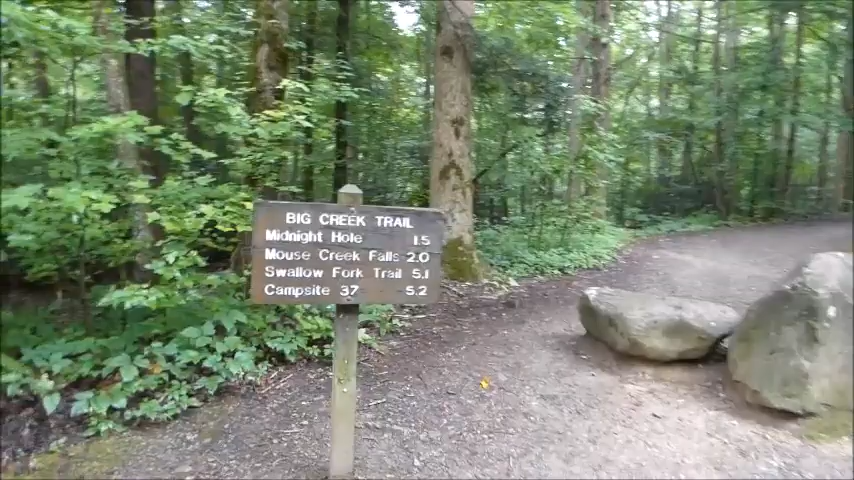 BIG CREEK TRAIL
Midnight Hole 1.5
Mouse Creek Falls 2.0
Swallow Fork Trail 5.1
Campsite 37 5.2